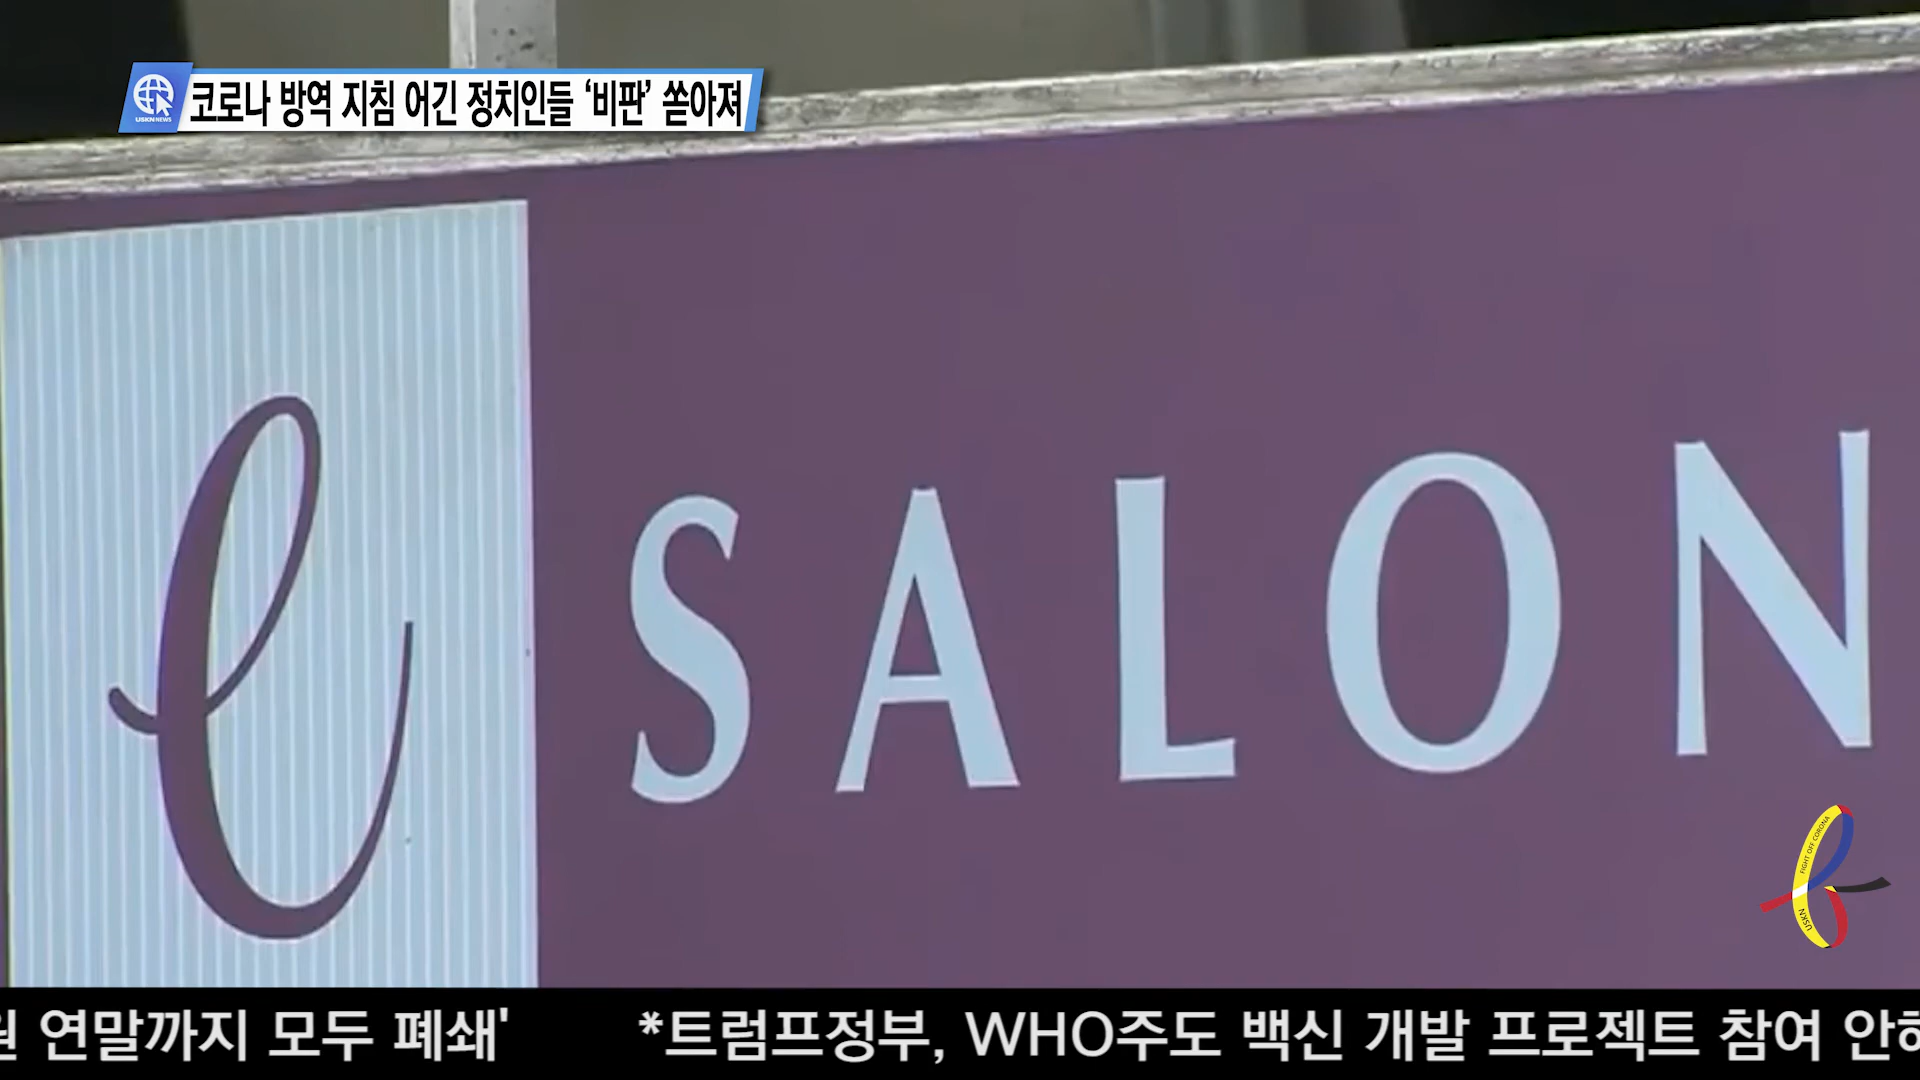 코로나 방역 지침 어긴 정치인들 ‘비판’ 쏟아져
USKN NEWS
e SALON
FIGHT OFF CORONA
USKN
연말까지 모두 폐쇄' *트럼프정부, WHO주도 백신 개발 프로젝트 참여